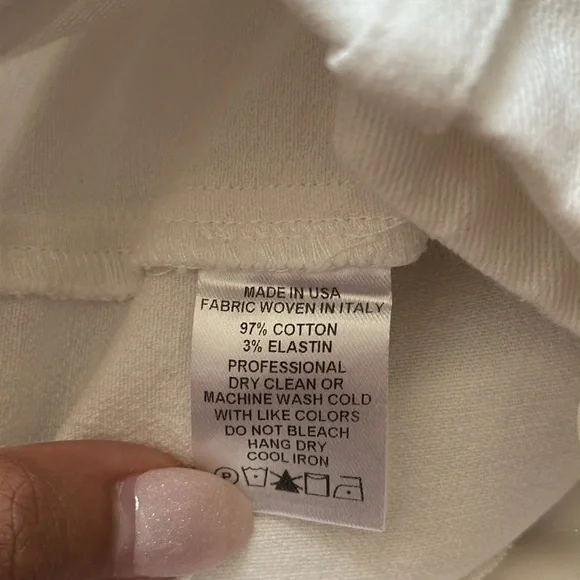 MADE IN USA
FABRIC WOVEN IN ITALY
97% COTTON
3% ELASTIN
PROFESSIONAL
DRY CLEAN OR
MACHINE WASH COLD
WITH LIKE COLORS
DO NOT BLEACH
HANG DRY
COOL IRON
P